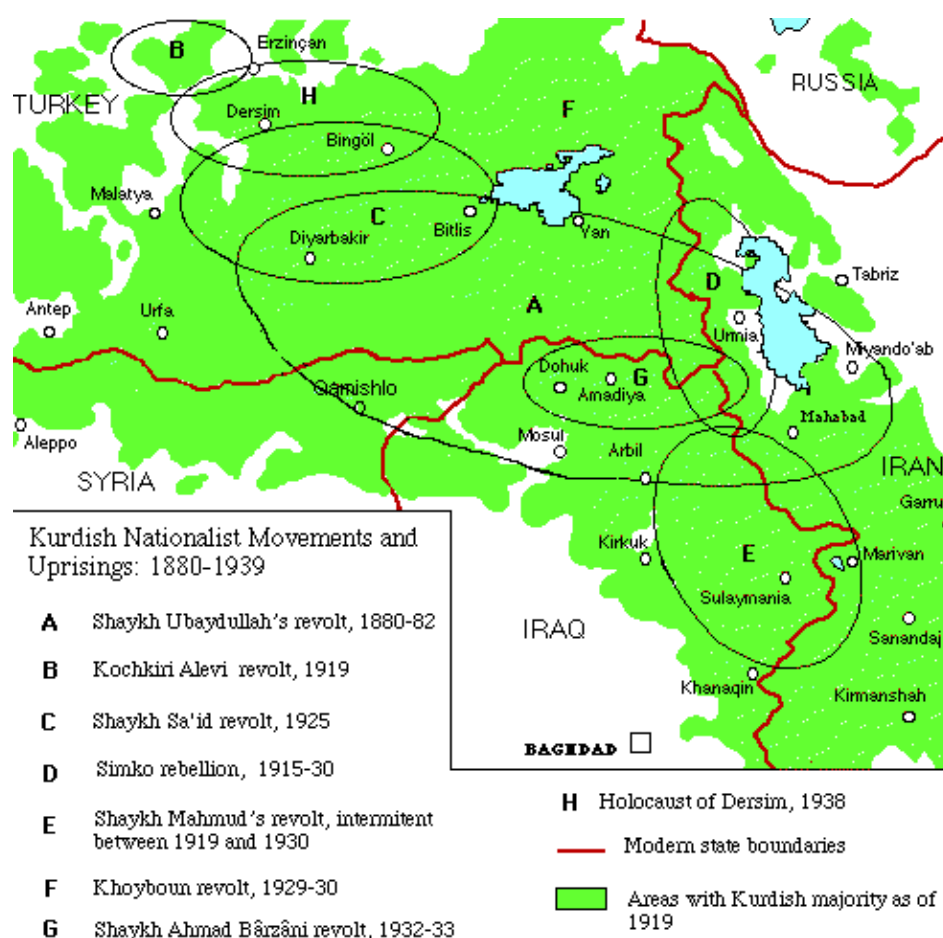 B
Erzinçan
RUSSIA
TURKEY
H
F
Dersim
Bingöl
Malatya
C
Bitlis
Van
Diyarbakir
D
Tabriz
Antep
Urfa
A
Urmia
Miyando'ab
Dohuk
G
Amadiya
Qamishlo
Mahabad
Aleppo
Mosul
Arbil
IRAN
SYRIA
Garru
Kirkuk
E
Marivan
Sulaymania
IRAQ
Sanandaj
Khanaqin
Kirmanshah
BAGHDAD
Kurdish Nationalist Movements and
Uprisings: 1880-1939
A Shaykh Ubaydullah's revolt, 1880-82
B Kochkiri Alevi revolt, 1919
C Shaykh Sa'id revolt, 1925
D Simko rebellion, 1915-30
E Shaykh Mahmud's revolt, intermitent
between 1919 and 1930
F Khoyboun revolt, 1929-30
G Shaykh Ahmad Bârzâni revolt, 1932-33
H Holocaust of Dersim, 1938
Modern state boundaries
Areas with Kurdish majority as of
1919